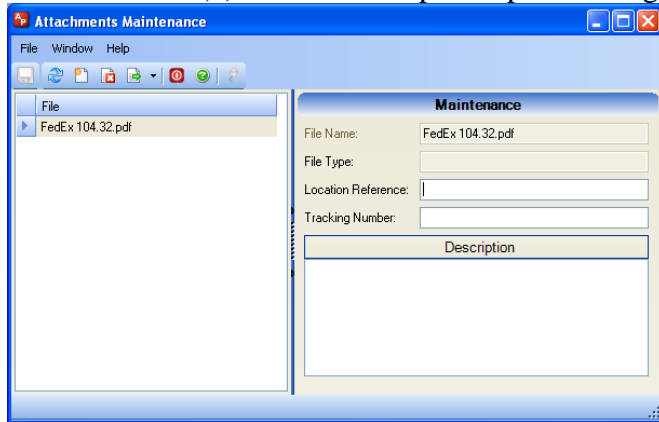 Attachments Maintenance
File Window Help
File
FedEx 104.32.pdf
Maintenance
File Name: FedEx 104.32.pdf
File Type:
Location Reference:
Tracking Number:
Description